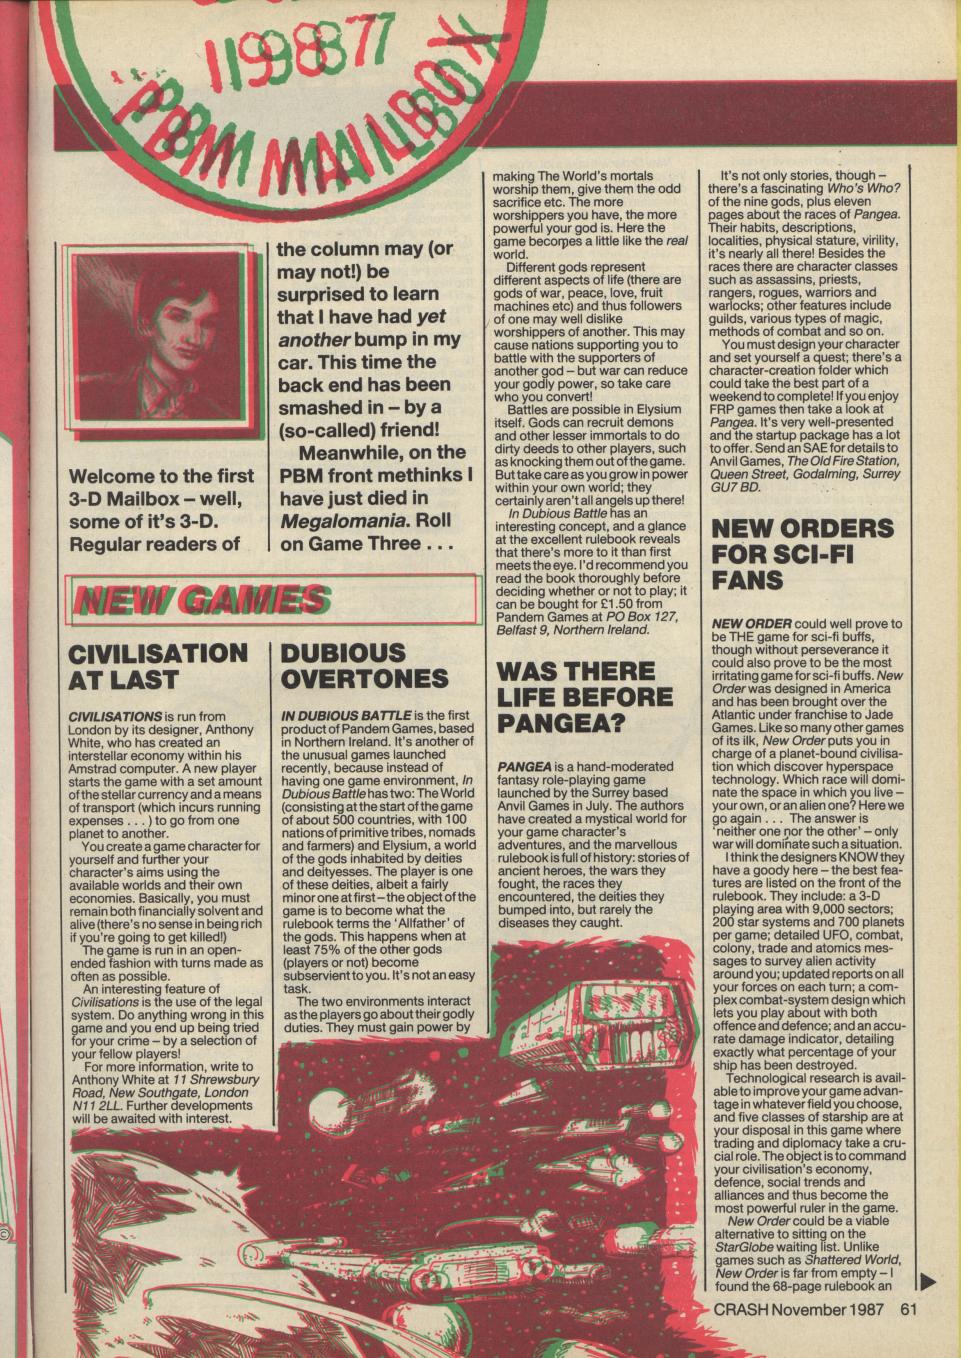 1987
PBM MAILBOX
Welcome to the first
3-D Mailbox – well,
some of it's 3-D.
Regular readers of
the column may (or
may not!) be
surprised to learn
that I have had yet
another bump in my
car. This time the
back end has been
smashed in – by a
(so-called) friend!
Meanwhile, on the
PBM front methinks I
have just died in
Megalomania. Roll
on Game Three . . .
NEW GAMES
CIVILISATION
AT LAST
CIVILISATIONS is run from
London by its designer, Anthony
White, who has created an
interstellar economy within his
Amstrad computer. A new player
starts the game with a set amount
of the stellar currency and a means
of transport (which incurs running
expenses . . . ) to go from one
planet to another.
You create a game character for
yourself and further your
character's aims using the
available worlds and their own
economies. Basically, you must
remain both financially solvent and
alive (there's no sense in being rich
if you're going to get killed!)
The game is run in an open-
ended fashion with turns made as
often as possible.
An interesting feature of
Civilisations is the use of the legal
system. Do anything wrong in this
game and you end up being tried
for your crime – by a selection of
your fellow players!
For more information, write to
Anthony White at 11 Shrewsbury
Road, New Southgate, London
N11 2LL. Further developments
will be awaited with interest.
DUBIOUS
OVERTONES
IN DUBIOUS BATTLE is the first
product of Pandem Games, based
in Northern Ireland. It's another of
the unusual games launched
recently, because instead of
having one game environment, In
Dubious Battle has two: The World
(consisting at the start of the game
of about 500 countries, with 100
nations of primitive tribes, nomads
and farmers) and Elysium, a world
of the gods inhabited by deities
and deityesses. The player is one
of these deities, albeit a fairly
minor one at first – the object of the
game is to become what the
rulebook terms the 'Allfather' of
the gods. This happens when at
least 75% of the other gods
(players or not) become
subservient to you. It's not an easy
task.
The two environments interact
as the players go about their godly
duties. They must gain power by
making The World's mortals
worship them, give them the odd
sacrifice etc. The more
worshippers you have, the more
powerful your god is. Here the
game becomes a little like the real
world.
Different gods represent
different aspects of life (there are
gods of war, peace, love, fruit
machines etc) and thus followers
of one may well dislike
worshippers of another. This may
cause nations supporting you to
battle with the supporters of
another god – but war can reduce
your godly power, so take care
who you convert!
Battles are possible in Elysium
itself. Gods can recruit demons
and other lesser immortals to do
dirty deeds to other players, such
as knocking them out of the game.
But take care as you grow in power
within your own world; they
certainly aren't all angels up there!
In Dubious Battle has an
interesting concept, and a glance
at the excellent rulebook reveals
that there's more to it than first
meets the eye. I'd recommend you
read the book thoroughly before
deciding whether or not to play; it
can be bought for £1.50 from
Pandem Games at PO Box 127,
Belfast 9, Northern Ireland.
WAS THERE
LIFE BEFORE
PANGEA?
PANGEA is a hand-moderated
fantasy role-playing game
launched by the Surrey based
Anvil Games in July. The authors
have created a mystical world for
your game character's
adventures, and the marvellous
rulebook is full of history: stories of
ancient heroes, the wars they
fought, the races they
encountered, the deities they
bumped into, but rarely the
diseases they caught.
It's not only stories, though –
there's a fascinating Who's Who?
of the nine gods, plus eleven
pages about the races of Pangea.
Their habits, descriptions,
localities, physical stature, virility,
it's nearly all there! Besides the
races there are character classes
such as assassins, priests,
rangers, rogues, warriors and
warlocks; other features include
guilds, various types of magic,
methods of combat and so on.
You must design your character
and set yourself a quest; there's a
character-creation folder which
could take the best part of a
weekend to complete! If you enjoy
FRP games then take a look at
Pangea. It's very well-presented
and the startup package has a lot
to offer. Send an SAE for details to
Anvil Games, The Old Fire Station,
Queen Street, Godalming, Surrey
GU7 BD.
NEW ORDERS
FOR SCI-FI
FANS
NEW ORDER could well prove to
be THE game for sci-fi buffs,
though without perseverance it
could also prove to be the most
irritating game for sci-fi buffs. New
Order was designed in America
and has been brought over the
Atlantic under franchise to Jade
Games. Like so many other games
of its ilk, New Order puts you in
charge of a planet-bound civilisa-
tion which discover hyperspace
technology. Which race will domi-
nate the space in which you live –
your own, or an alien one? Here we
go again . . . The answer is
'neither one nor the other' – only
war will dominate such a situation.
I think the designers KNOW they
have a goody here – the best fea-
tures are listed on the front of the
rulebook. They include: a 3-D
playing area with 9,000 sectors;
200 star systems and 700 planets
per game; detailed UFO, combat,
colony, trade and atomics mes-
sages to survey alien activity
around you; updated reports on all
your forces on each turn; a com-
plex combat-system design which
lets you play about with both
offence and defence; and an accu-
rate damage indicator, detailing
exactly what percentage of your
ship has been destroyed.
Technological research is avail-
able to improve your game advan-
tage in whatever field you choose,
and five classes of starship are at
your disposal in this game where
trading and diplomacy take a cru-
cial role. The object is to command
your civilisation's economy,
defence, social trends and
alliances and thus become the
most powerful ruler in the game.
New Order could be a viable
alternative to sitting on the
StarGlobe waiting list. Unlike
games such as Shattered World,
New Order is far from empty – I
found the 68-page rulebook an
CRASH November 1987 61